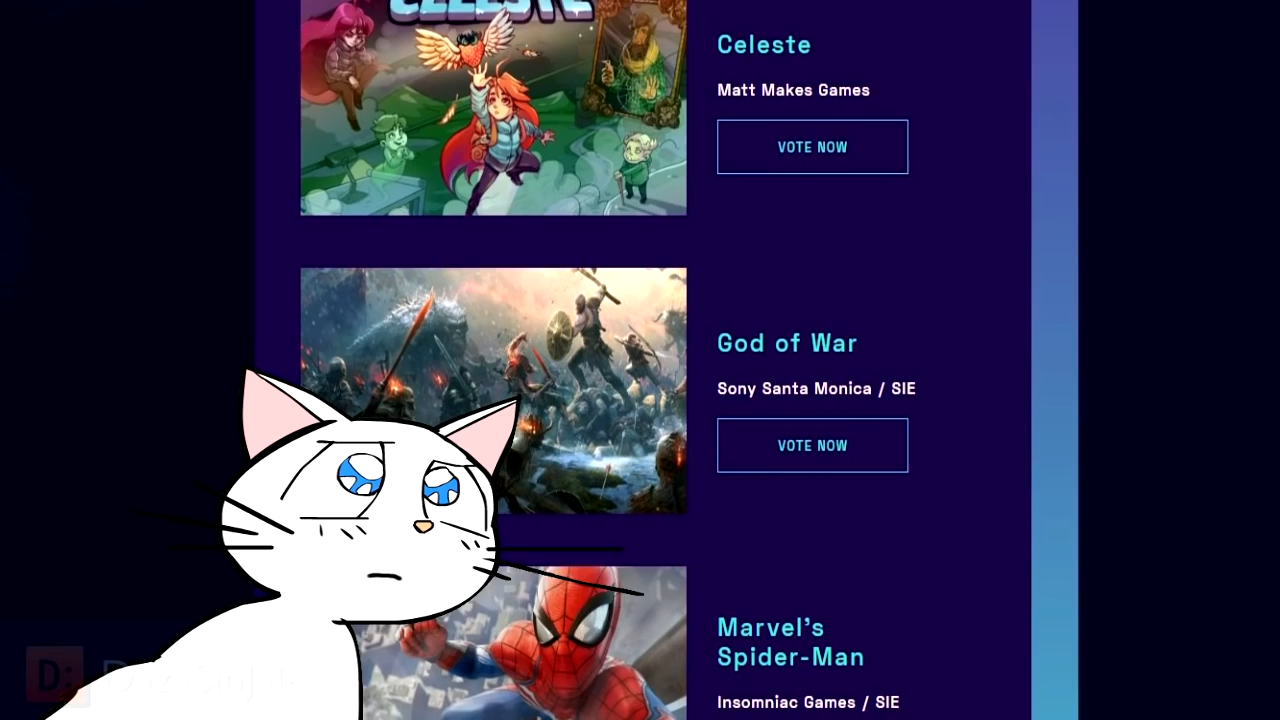 CELESTE
Celeste
Matt Makes Games
VOTE NOW
God of War
Sony Santa Monica / SIE
VOTE NOW
Marvel's
Spider-Man
Insomniac Games / SIE
D: